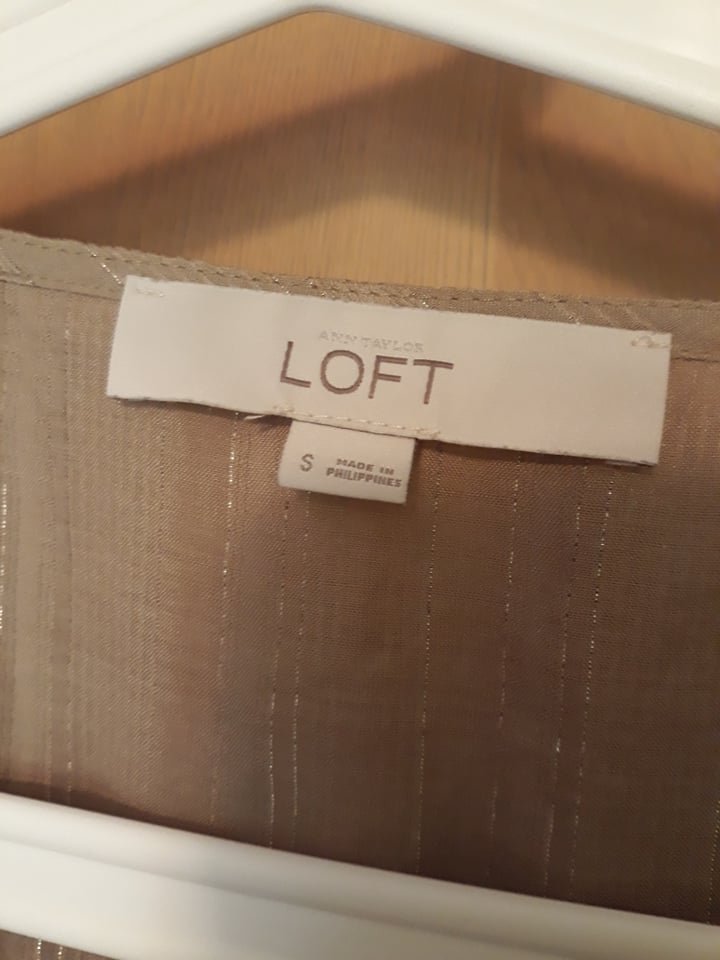 ANN TAYLOR
LOFT
S
MADE IN
PHILIPPINES